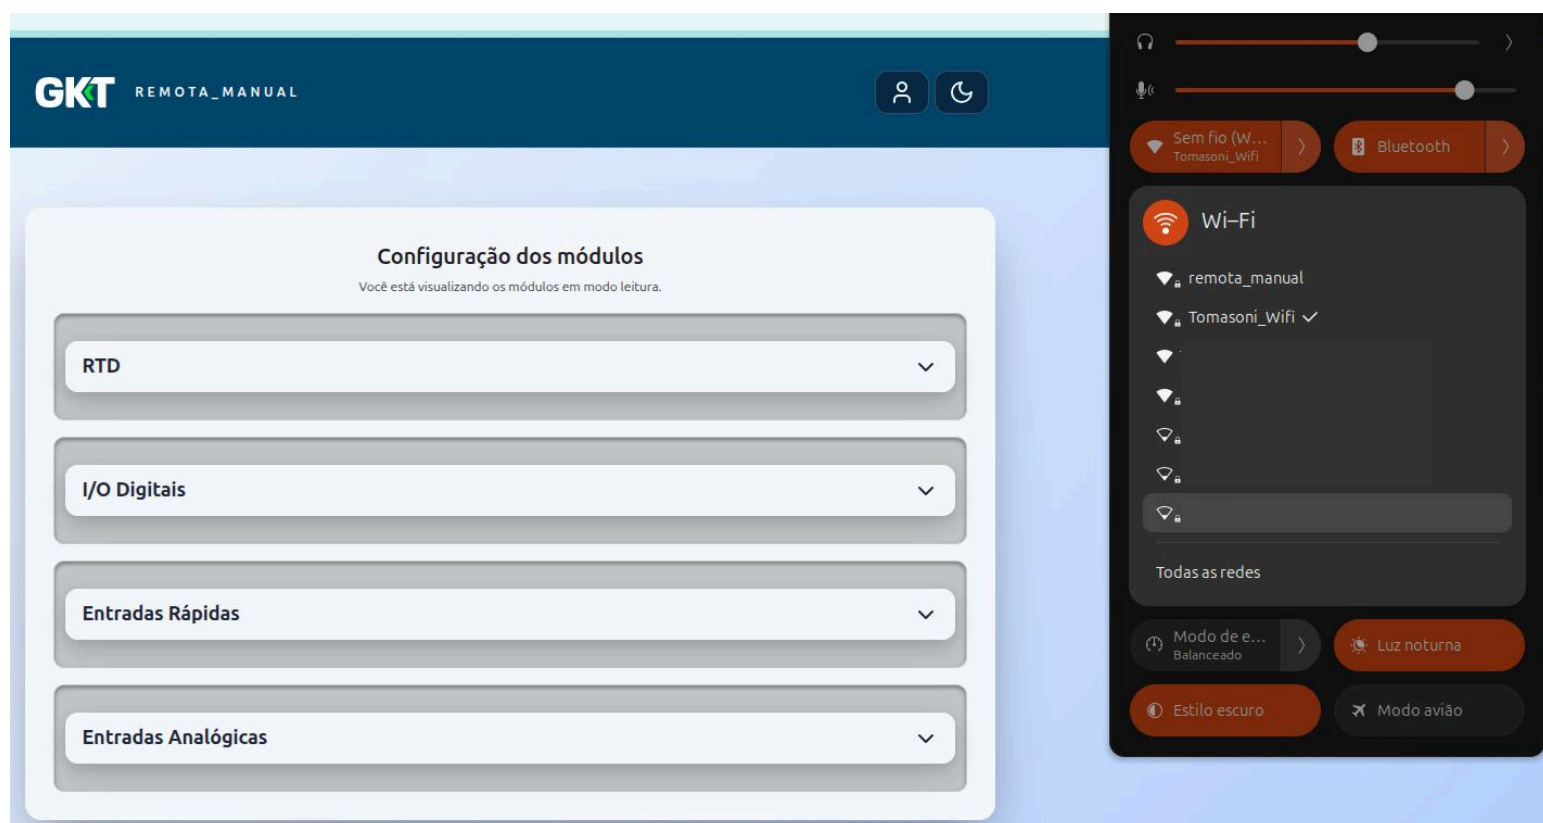 GKT REMOTA_MANUAL
Configuração dos módulos
Você está visualizando os módulos em modo leitura.
RTD
I/O Digitais
Entradas Rápidas
Entradas Analógicas
Sem fio (W...
Tomasoni_Wifi
Bluetooth
Wi-Fi
remota_manual
Tomasoni_Wifi
Todas as redes
Modo de e...
Balanceado
Luz noturna
Estilo escuro
Modo avião